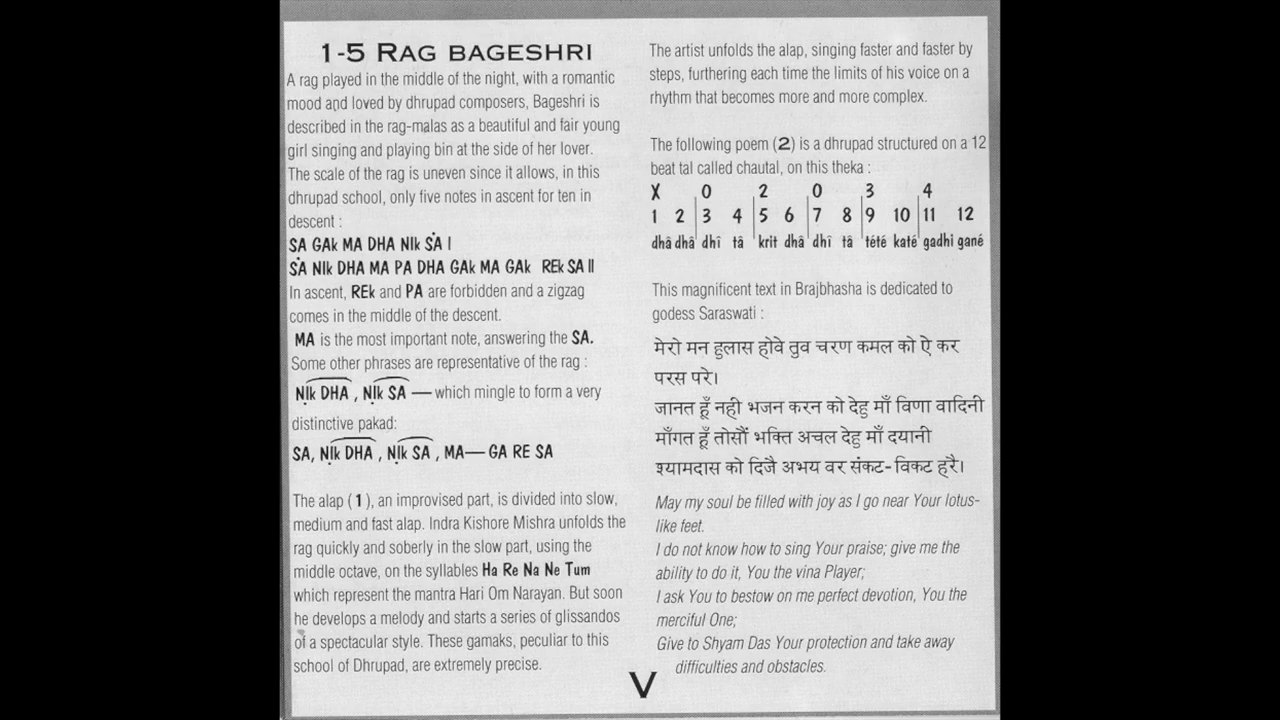 1-5 RAG BAGESHRI
A rag played in the middle of the night, with a romantic
mood and loved by dhrupad composers, Bageshri is
described in the rag-malas as a beautiful and fair young
girl singing and playing bin at the side of her lover.
The scale of the rag is uneven since it allows, in this
dhrupad school, only five notes in ascent for ten in
descent :
SA GAk MA DHA NIk ṠA I
ṠA NIk DHA MA PA DHA GAk MA GAk REk SA II
In ascent, REk and PA are forbidden and a zigzag
comes in the middle of the descent.
MA is the most important note, answering the SA.
Some other phrases are representative of the rag :
ṆIk DHA , ṆIk SA — which mingle to form a very
distinctive pakad:
SA, ṆIk DHA , ṆIk SA , MA— GA RE SA
The alap (1), an improvised part, is divided into slow,
medium and fast alap. Indra Kishore Mishra unfolds the
rag quickly and soberly in the slow part, using the
middle octave, on the syllables Ha Re Na Ne Tum
which represent the mantra Hari Om Narayan. But soon
he develops a melody and starts a series of glissandos
of a spectacular style. These gamaks, peculiar to this
school of Dhrupad, are extremely precise.
The artist unfolds the alap, singing faster and faster by
steps, furthering each time the limits of his voice on a
rhythm that becomes more and more complex.
The following poem (2) is a dhrupad structured on a 12
beat tal called chautal, on this theka :
X 0 2 0 3 4
1 2 3 4 5 6 7 8 9 10 11 12
dhâ dhâ dhî tâ krit dhâ dhî tâ tété katé gadhi gané
This magnificent text in Brajbhasha is dedicated to
godess Saraswati :
मेरो मन हुलास होवे तुव चरण कमल को ऐ कर
परस परे।
जानत हूँ नही भजन करन को देहु माँ विणा वादिनी
माँगत हूँ तोसौं भक्ति अचल देहु माँ दयानी
श्यामदास को दिजै अभय वर संकट-विकट हरै।
May my soul be filled with joy as I go near Your lotus-
like feet.
I do not know how to sing Your praise; give me the
ability to do it, You the vina Player;
I ask You to bestow on me perfect devotion, You the
merciful One;
Give to Shyam Das Your protection and take away
difficulties and obstacles.
V